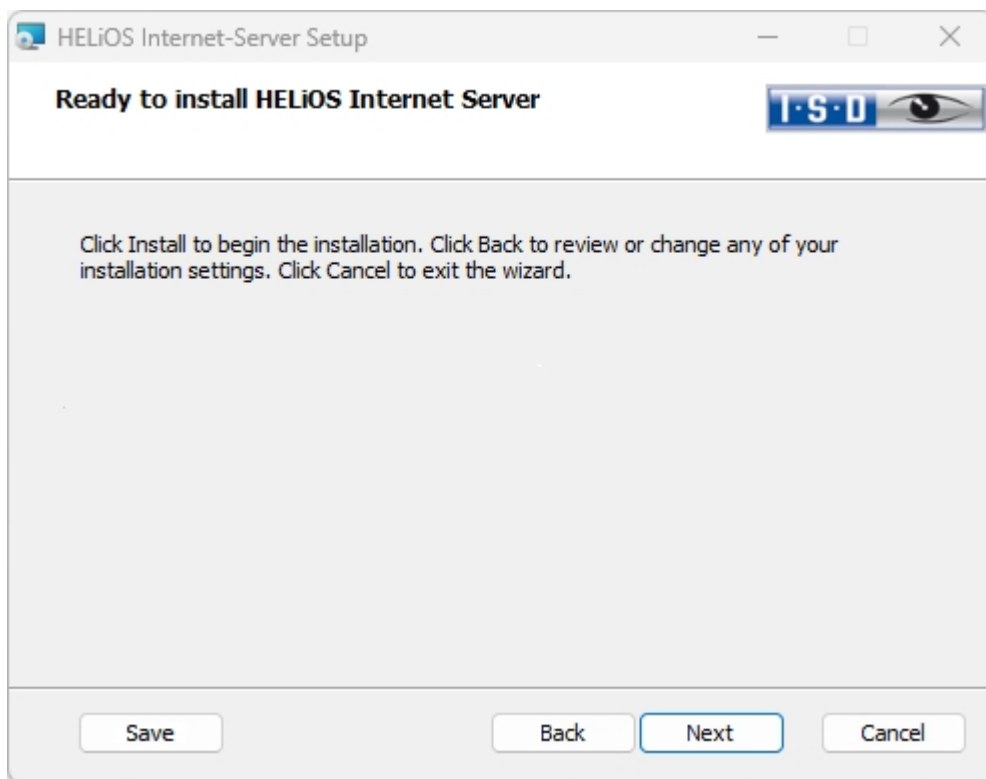 HELiOS Internet-Server Setup
Ready to install HELiOS Internet Server
I·S·D
Click Install to begin the installation. Click Back to review or change any of your
installation settings. Click Cancel to exit the wizard.
Save
Back
Next
Cancel